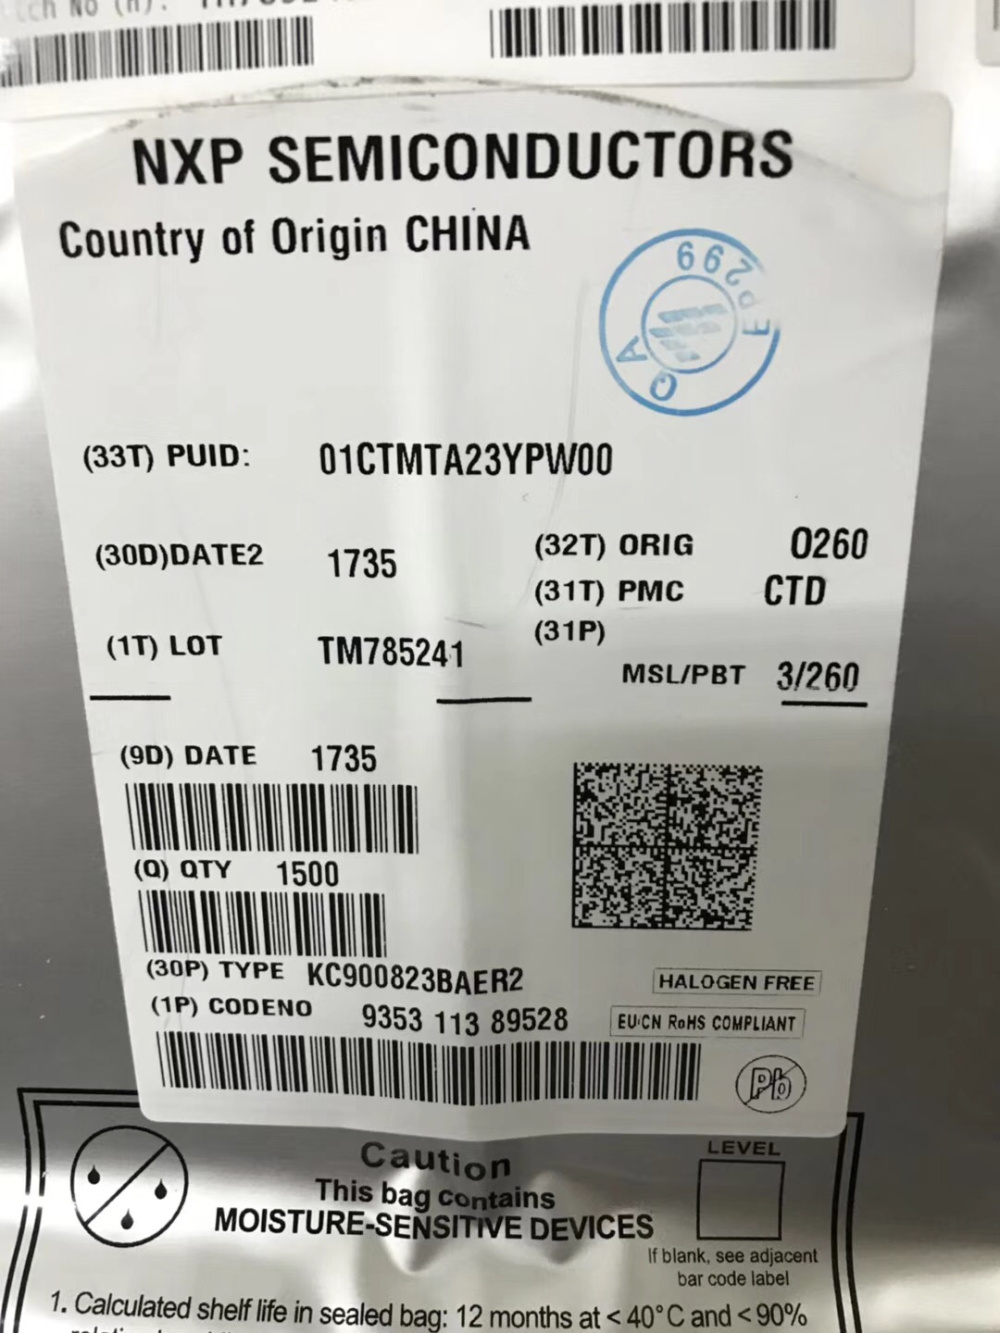 NXP SEMICONDUCTORS
Country of Origin CHINA
QA EP299
(33T) PUID: 01CTMTA23YPW00
(30D)DATE2 1735
(32T) ORIG 0260
(31T) PMC CTD
(1T) LOT TM785241
(31P)
MSL/PBT 3/260
(9D) DATE 1735
(Q) QTY 1500
(30P) TYPE KC900823BAER2
HALOGEN FREE
(1P) CODENO 9353 113 89528
EU/CN RoHS COMPLIANT
Pb
Caution
LEVEL
This bag contains
MOISTURE-SENSITIVE DEVICES
If blank, see adjacent
bar code label
1. Calculated shelf life in sealed bag: 12 months at < 40°C and < 90%